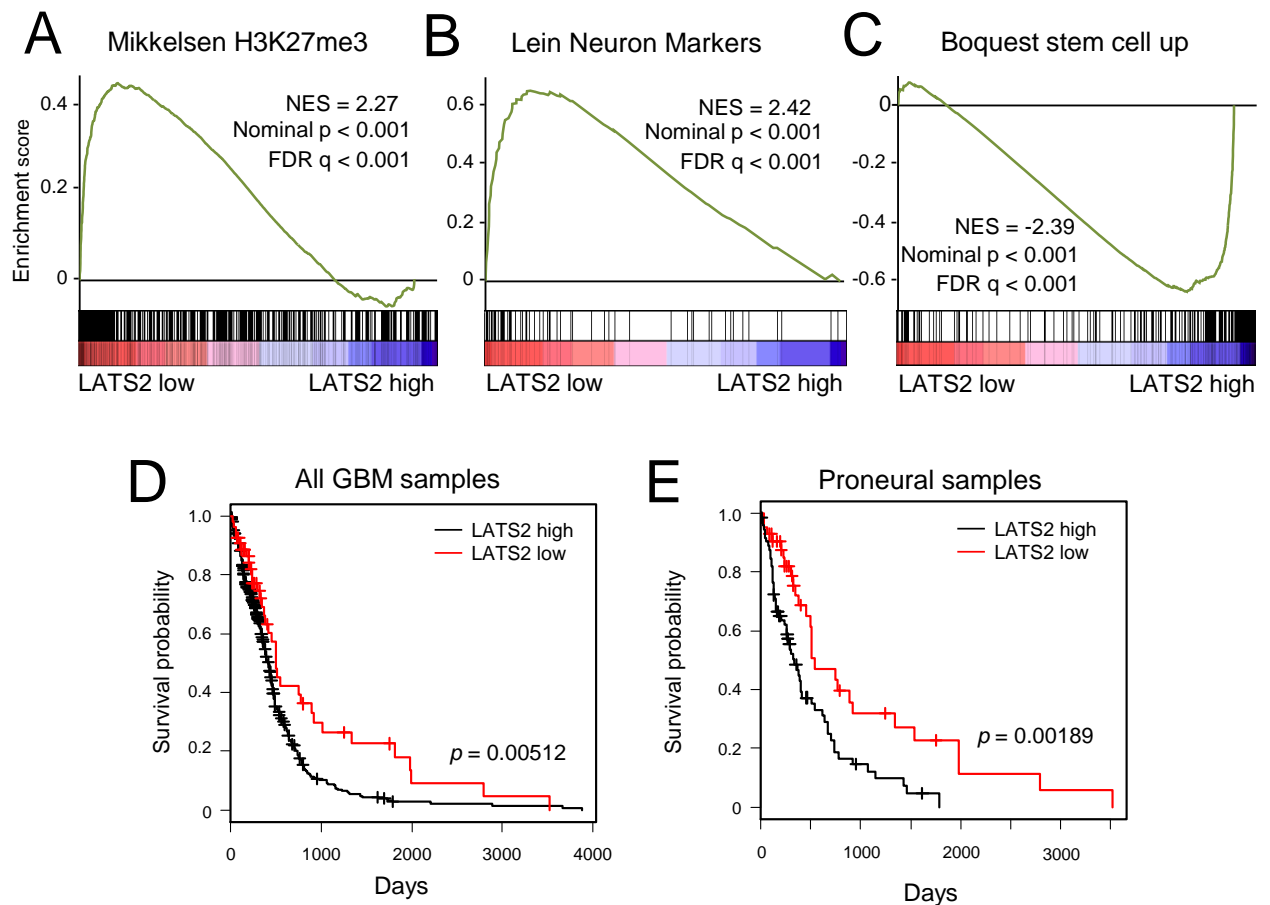 A
Mikkelsen H3K27me3
Enrichment score
0.4
0.2
0
NES = 2.27
Nominal p < 0.001
FDR q < 0.001
LATS2 low
LATS2 high
B
Lein Neuron Markers
0.6
0.4
0.2
0
NES = 2.42
Nominal p < 0.001
FDR q < 0.001
LATS2 low
LATS2 high
C
Boquest stem cell up
0
-0.2
-0.4
-0.6
NES = -2.39
Nominal p < 0.001
FDR q < 0.001
LATS2 low
LATS2 high
D
All GBM samples
Survival probability
1.0
0.8
0.6
0.4
0.2
0
LATS2 high
LATS2 low
p = 0.00512
0 1000 2000 3000 4000
Days
E
Proneural samples
Survival probability
1.0
0.8
0.6
0.4
0.2
0
LATS2 high
LATS2 low
p = 0.00189
0 1000 2000 3000
Days